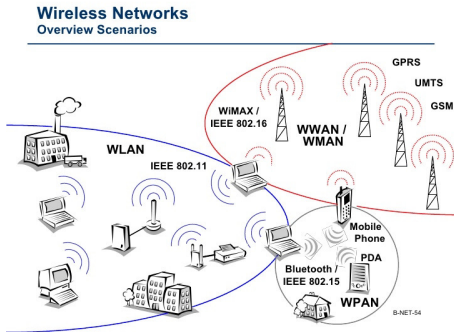 Wireless Networks
Overview Scenarios
GPRS
UMTS
GSM
WiMAX /
IEEE 802.16
WWAN /
WMAN
WLAN
IEEE 802.11
Mobile
Phone
PDA
Bluetooth /
IEEE 802.15
WPAN
B-NET-54